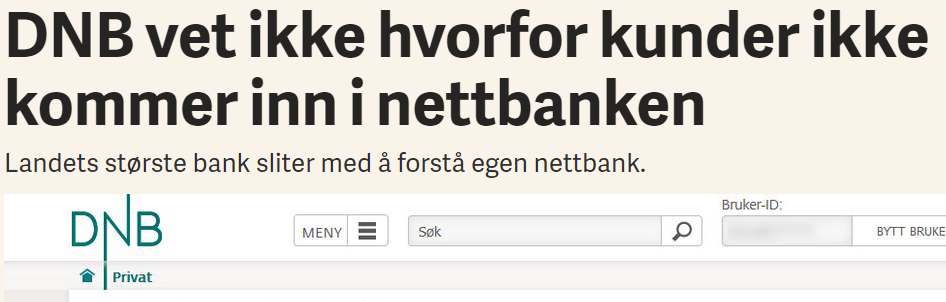 DNB vet ikke hvorfor kunder ikke
kommer inn i nettbanken
Landets største bank sliter med å forstå egen nettbank.
Bruker-ID:
DNB MENY Søk BYTT BRUKE
Privat